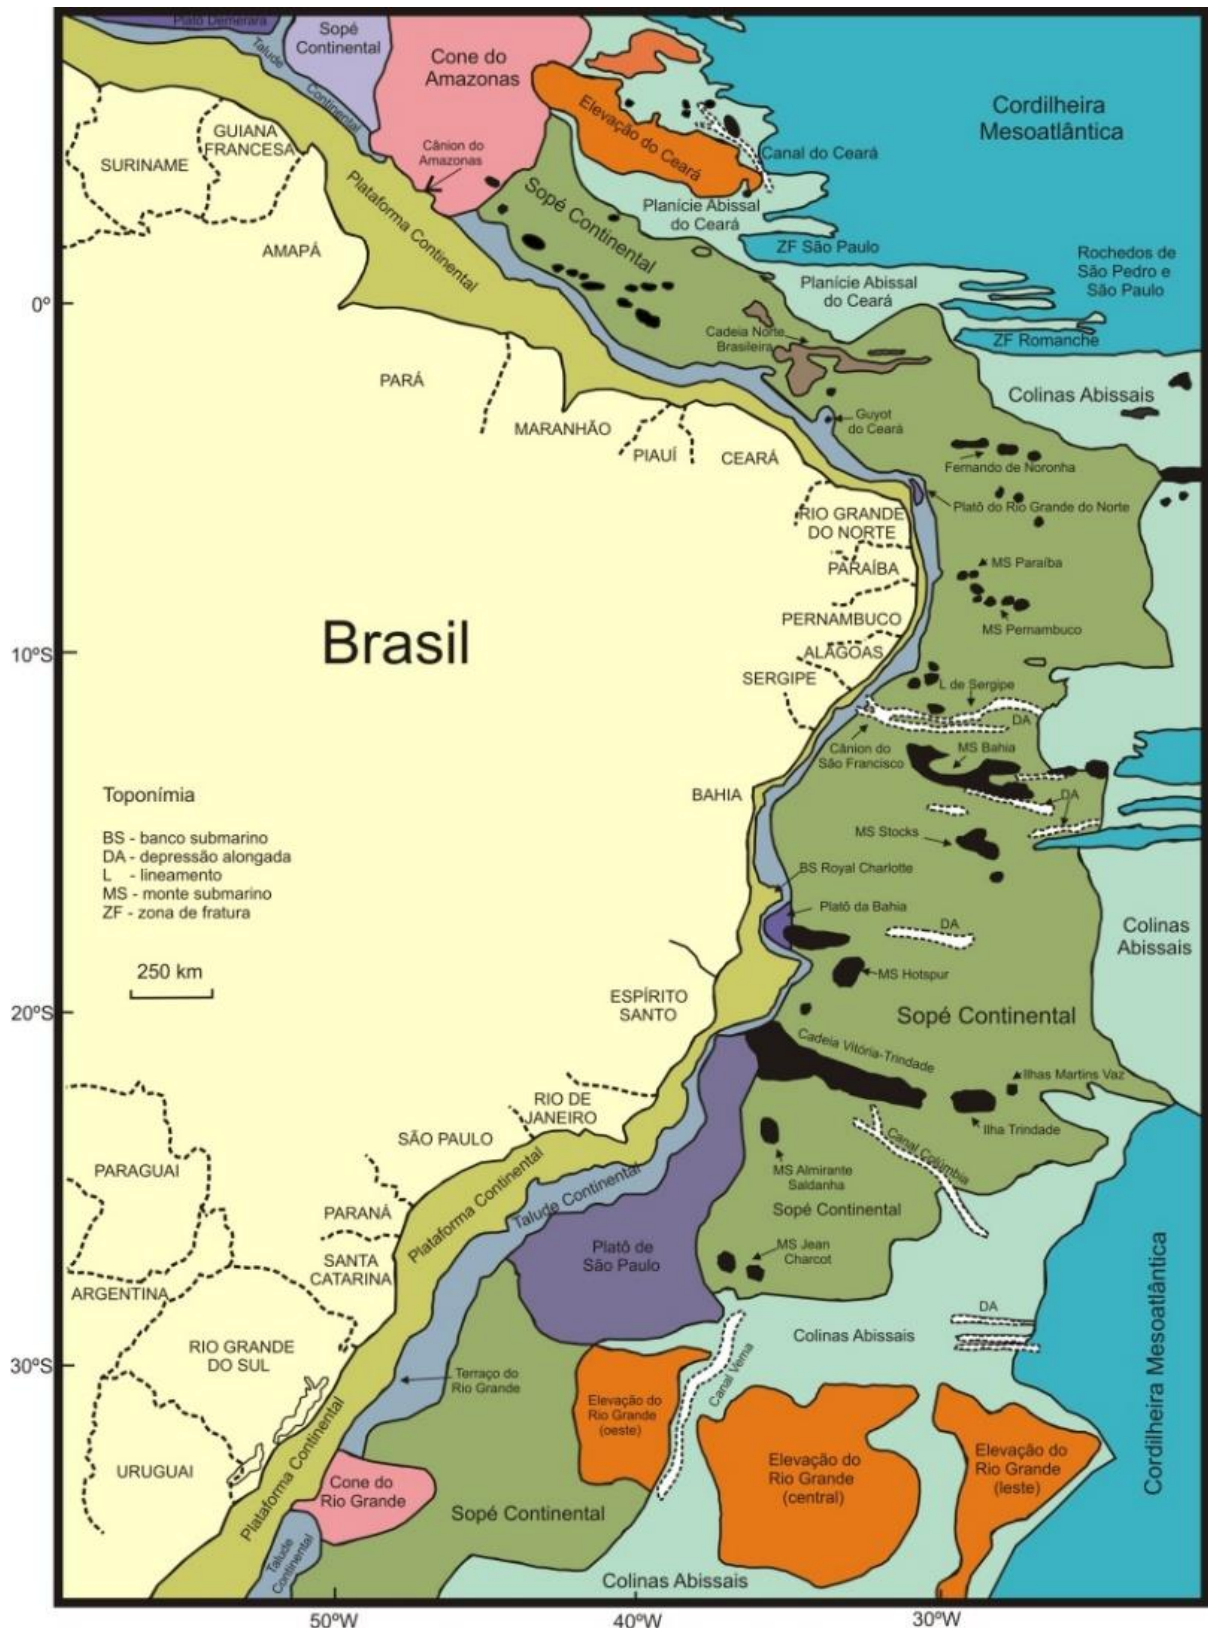 Platô Demerara
Sopé
Continental
Talude
Continental
Cone do
Amazonas
Elevação do Ceará
Cordilheira
Mesoatlântica
Canal do Ceará
GUIANA
FRANCESA
SURINAME
Cânion do
Amazonas
Sopé Continental
Planície Abissal
do Ceará
ZF São Paulo
Plataforma Continental
AMAPÁ
Rochedos de
São Pedro e
São Paulo
Planície Abissal
do Ceará
0º
Cadeia Norte
Brasileira
ZF Romanche
PARÁ
Colinas Abissais
MARANHÃO
PIAUÍ
CEARÁ
Guyot
do Ceará
Fernando de Noronha
RIO GRANDE
DO NORTE
Platô do Rio Grande do Norte
PARAÍBA
MS Paraíba
PERNAMBUCO
MS Pernambuco
Brasil
10ºS
ALAGOAS
SERGIPE
L de Sergipe
DA
Cânion do
São Francisco
MS Bahia
BAHIA
DA
Toponímia
BS - banco submarino
DA - depressão alongada
L - lineamento
MS - monte submarino
ZF - zona de fratura
MS Stocks
BS Royal Charlotte
Platô da Bahia
DA
Colinas
Abissais
250 km
MS Hotspur
ESPÍRITO
SANTO
20ºS
Sopé Continental
Cadeia Vitória-Trindade
Ilhas Martins Vaz
RIO DE
JANEIRO
Ilha Trindade
SÃO PAULO
Canal Colúmbia
PARAGUAI
Plataforma Continental
Talude Continental
MS Almirante
Saldanha
PARANÁ
Sopé Continental
SANTA
CATARINA
Platô de
São Paulo
MS Jean
Charcot
ARGENTINA
Cordilheira Mesoatlântica
DA
Colinas Abissais
RIO GRANDE
DO SUL
30ºS
Terraço do
Rio Grande
Canal Vema
Elevação do
Rio Grande
(oeste)
Plataforma Continental
Elevação do
Rio Grande
(central)
Elevação do
Rio Grande
(leste)
URUGUAI
Cone do
Rio Grande
Sopé Continental
Talude
Continental
Colinas Abissais
50ºW
40ºW
30ºW